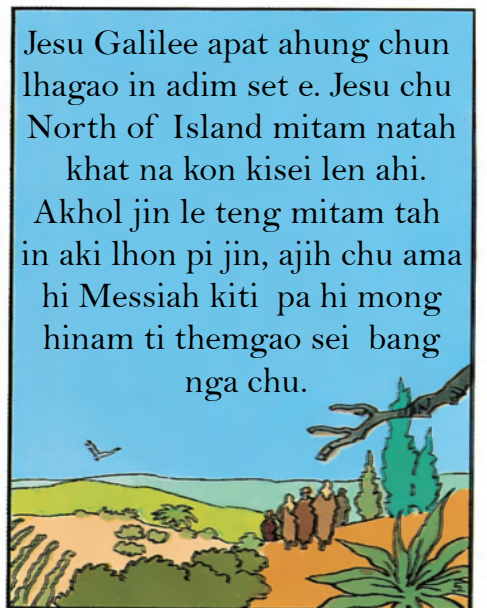 Jesu Galilee apat ahung chun
lhagao in adim set e. Jesu chu
North of Island mitam natah
khat na kon kisei len ahi.
Akhol jin le teng mitam tah
in aki lhon pi jin, ajih chu ama
hi Messiah kiti pa hi mong
hinam ti themgao sei bang
nga chu.